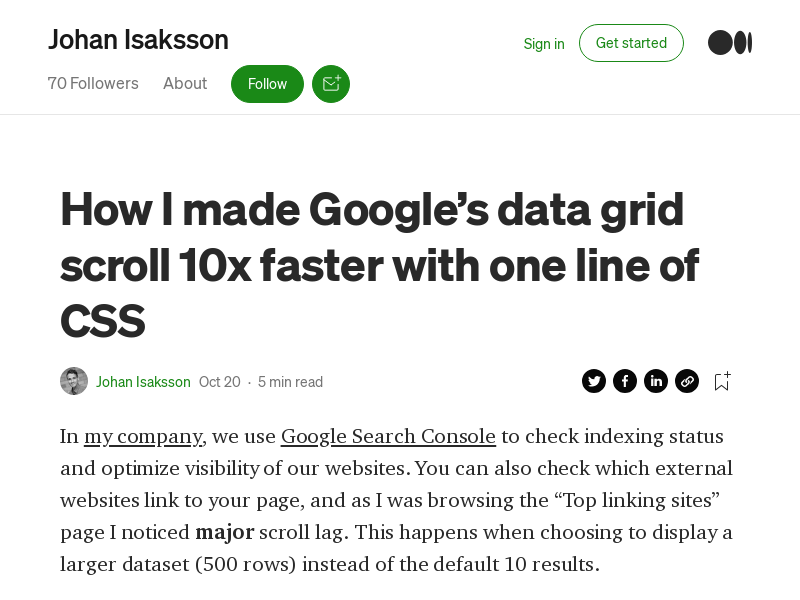 Johan Isaksson
Sign in
Get started
70 Followers
About
Follow
How I made Google’s data grid
scroll 10x faster with one line of
CSS
Johan Isaksson Oct 20 · 5 min read
In my company, we use Google Search Console to check indexing status
and optimize visibility of our websites. You can also check which external
websites link to your page, and as I was browsing the “Top linking sites”
page I noticed major scroll lag. This happens when choosing to display a
larger dataset (500 rows) instead of the default 10 results.